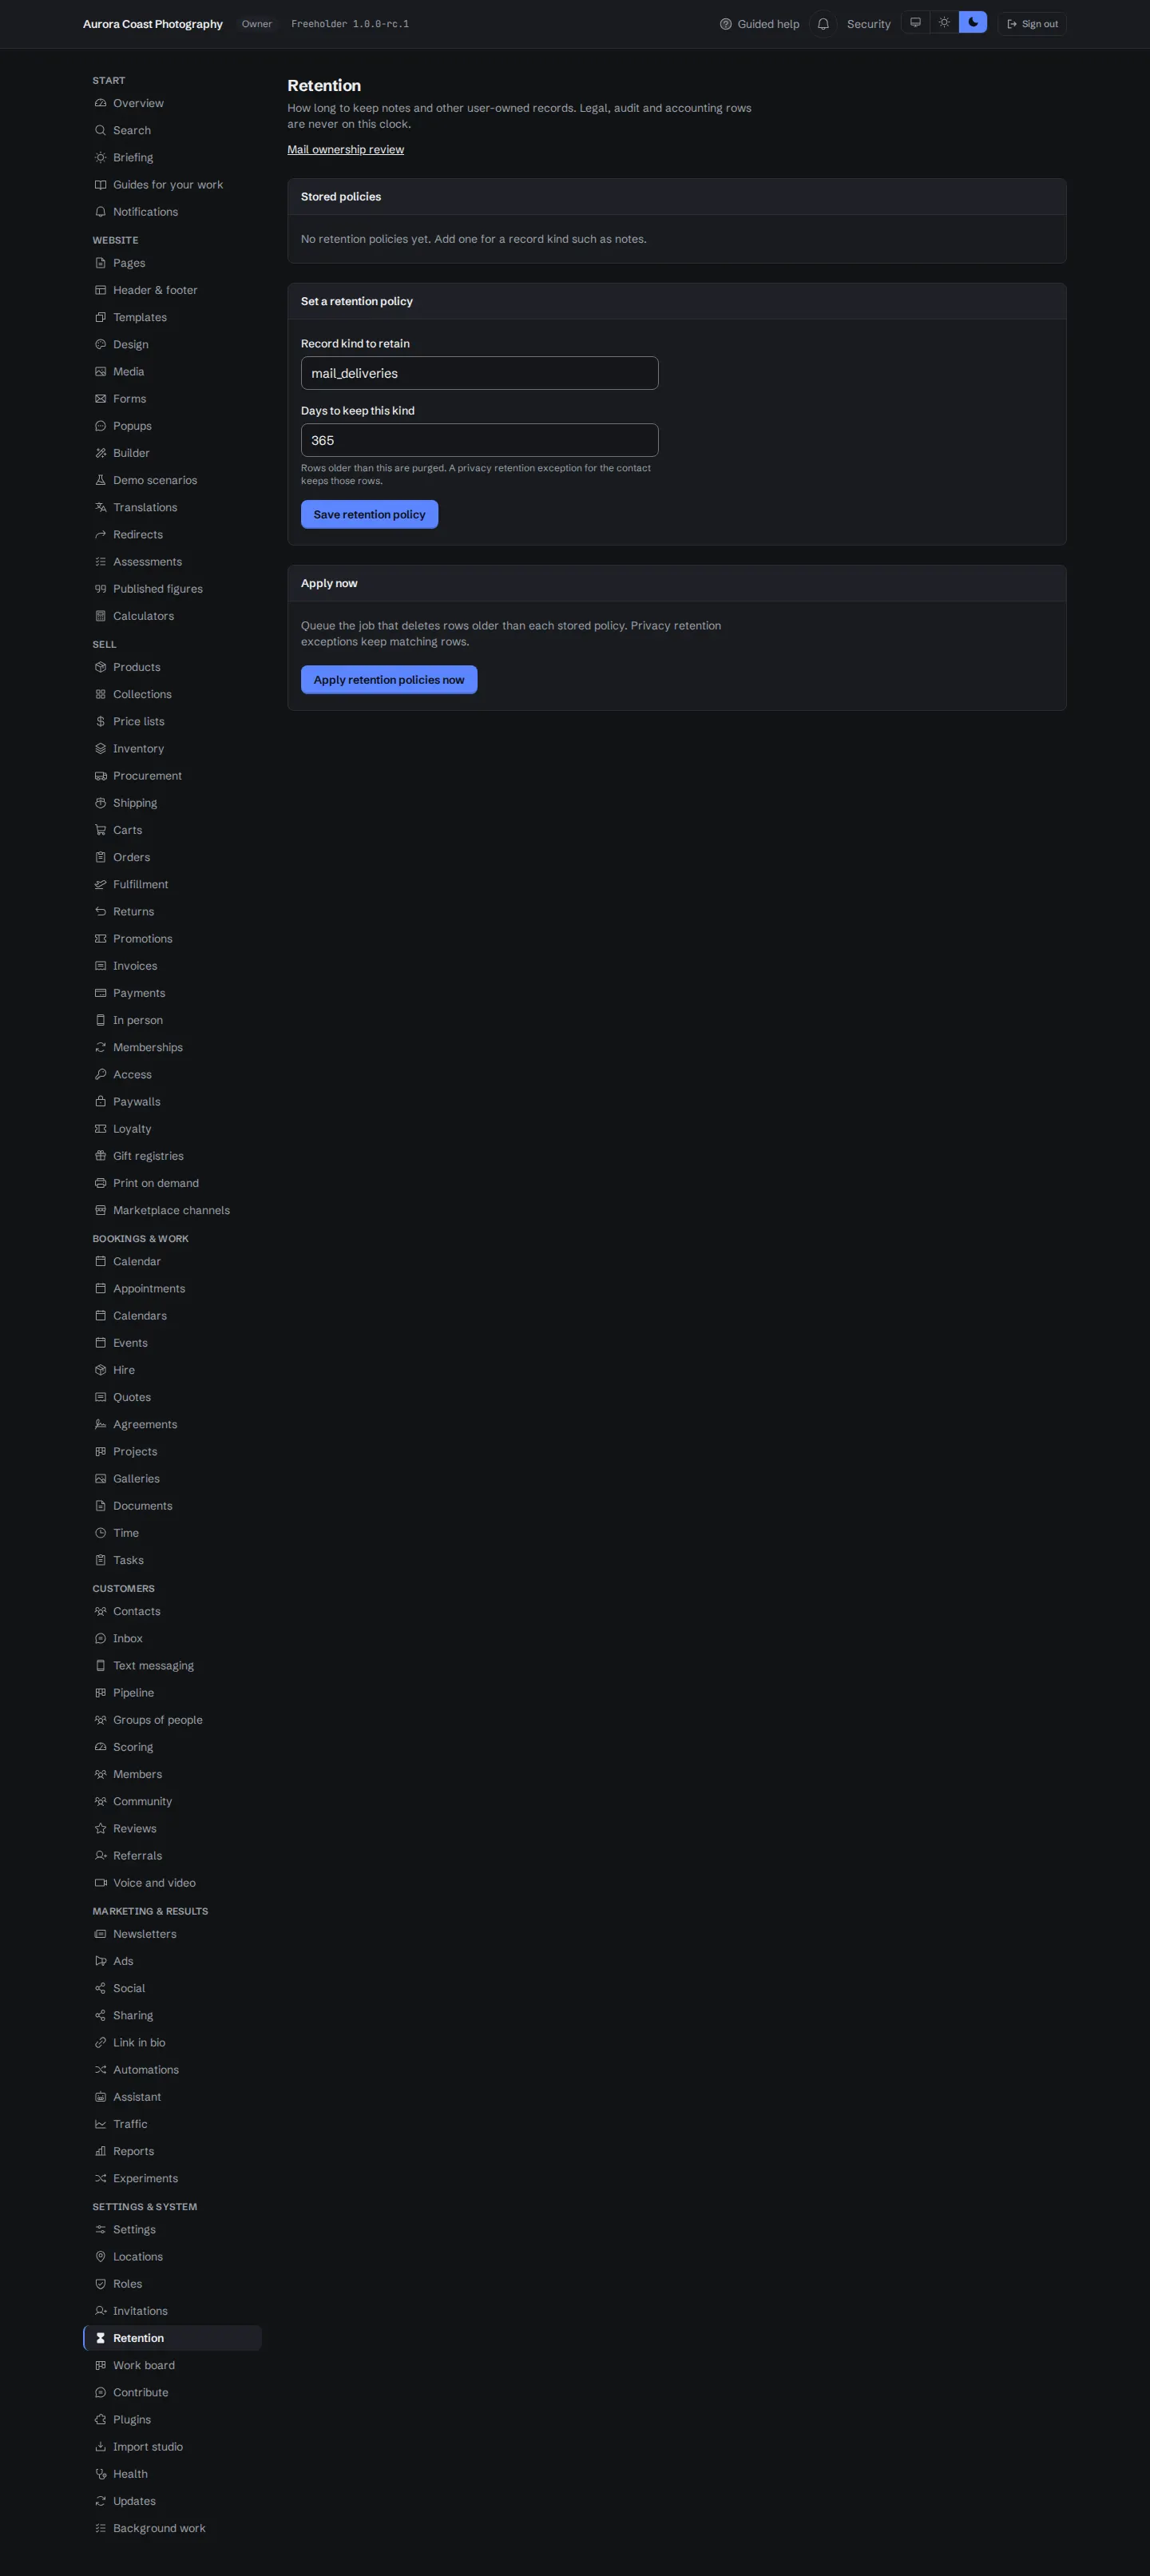 Aurora Coast Photography
Owner
Freeholder 1.0.0-rc.1
Guided help
Security
Sign out
START
Overview
Search
Briefing
Guides for your work
Notifications
WEBSITE
Pages
Header & footer
Templates
Design
Media
Forms
Popups
Builder
Demo scenarios
Translations
Redirects
Assessments
Published figures
Calculators
SELL
Products
Collections
Price lists
Inventory
Procurement
Shipping
Carts
Orders
Fulfillment
Returns
Promotions
Invoices
Payments
In person
Memberships
Access
Paywalls
Loyalty
Gift registries
Print on demand
Marketplace channels
BOOKINGS & WORK
Calendar
Appointments
Calendars
Events
Hire
Quotes
Agreements
Projects
Galleries
Documents
Time
Tasks
CUSTOMERS
Contacts
Inbox
Text messaging
Pipeline
Groups of people
Scoring
Members
Community
Reviews
Referrals
Voice and video
MARKETING & RESULTS
Newsletters
Ads
Social
Sharing
Link in bio
Automations
Assistant
Traffic
Reports
Experiments
SETTINGS & SYSTEM
Settings
Locations
Roles
Invitations
Retention
Work board
Contribute
Plugins
Import studio
Health
Updates
Background work
Retention
How long to keep notes and other user-owned records. Legal, audit and accounting rows
are never on this clock.
Mail ownership review
Stored policies
No retention policies yet. Add one for a record kind such as notes.
Set a retention policy
Record kind to retain
mail_deliveries
Days to keep this kind
365
Rows older than this are purged. A privacy retention exception for the contact
keeps those rows.
Save retention policy
Apply now
Queue the job that deletes rows older than each stored policy. Privacy retention
exceptions keep matching rows.
Apply retention policies now